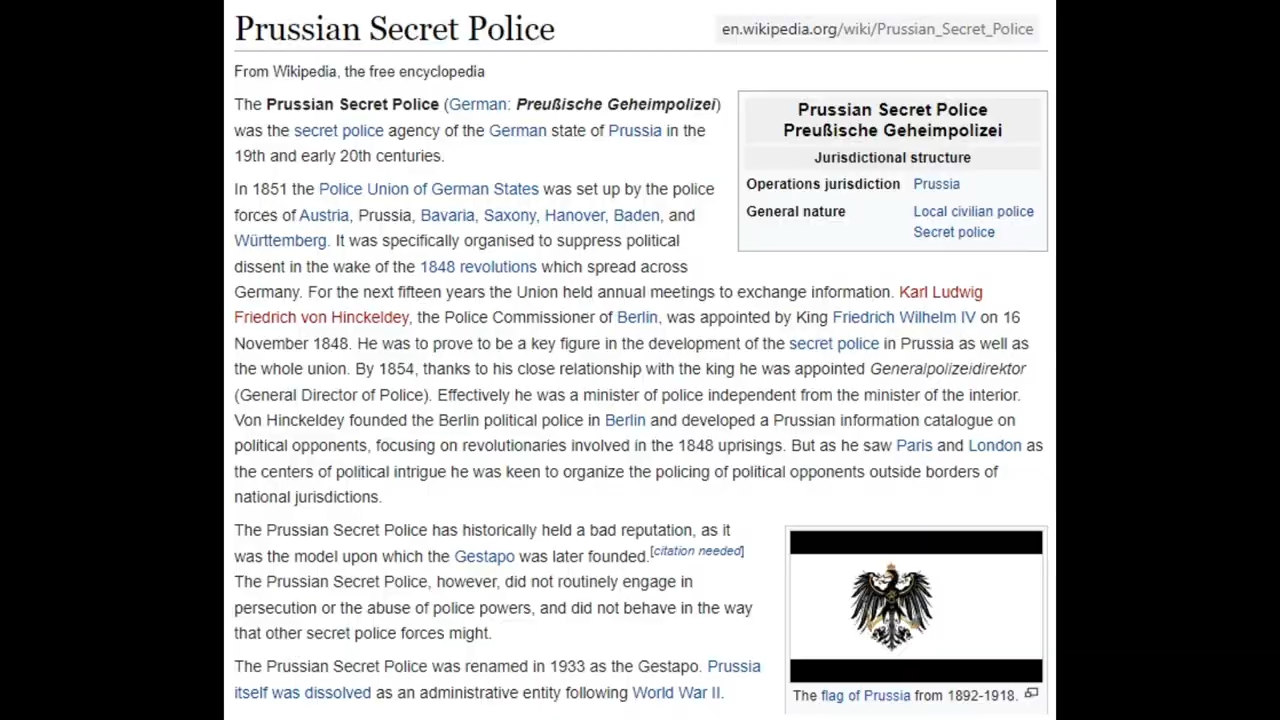 Prussian Secret Police
en.wikipedia.org/wiki/Prussian_Secret_Police
From Wikipedia, the free encyclopedia
The Prussian Secret Police (German: Preußische Geheimpolizei)
was the secret police agency of the German state of Prussia in the
19th and early 20th centuries.
Prussian Secret Police
Preußische Geheimpolizei
Jurisdictional structure
Operations jurisdiction Prussia
General nature Local civilian police
Secret police
In 1851 the Police Union of German States was set up by the police
forces of Austria, Prussia, Bavaria, Saxony, Hanover, Baden, and
Württemberg. It was specifically organised to suppress political
dissent in the wake of the 1848 revolutions which spread across
Germany. For the next fifteen years the Union held annual meetings to exchange information. Karl Ludwig
Friedrich von Hinckeldey, the Police Commissioner of Berlin, was appointed by King Friedrich Wilhelm IV on 16
November 1848. He was to prove to be a key figure in the development of the secret police in Prussia as well as
the whole union. By 1854, thanks to his close relationship with the king he was appointed Generalpolizeidirektor
(General Director of Police). Effectively he was a minister of police independent from the minister of the interior.
Von Hinckeldey founded the Berlin political police in Berlin and developed a Prussian information catalogue on
political opponents, focusing on revolutionaries involved in the 1848 uprisings. But as he saw Paris and London as
the centers of political intrigue he was keen to organize the policing of political opponents outside borders of
national jurisdictions.
The Prussian Secret Police has historically held a bad reputation, as it
was the model upon which the Gestapo was later founded.[citation needed]
The Prussian Secret Police, however, did not routinely engage in
persecution or the abuse of police powers, and did not behave in the way
that other secret police forces might.
The Prussian Secret Police was renamed in 1933 as the Gestapo. Prussia
itself was dissolved as an administrative entity following World War II.
The flag of Prussia from 1892-1918.